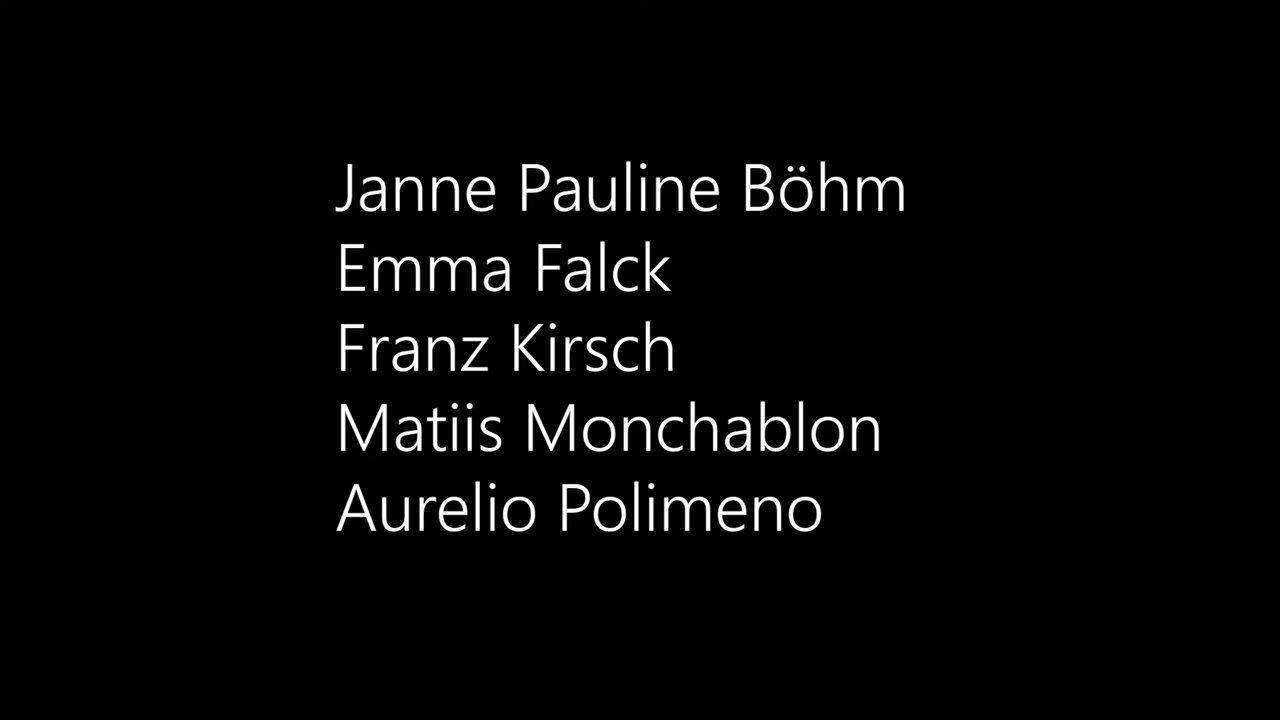 Janne Pauline Böhm
Emma Falck
Franz Kirsch
Matiis Monchablon
Aurelio Polimeno